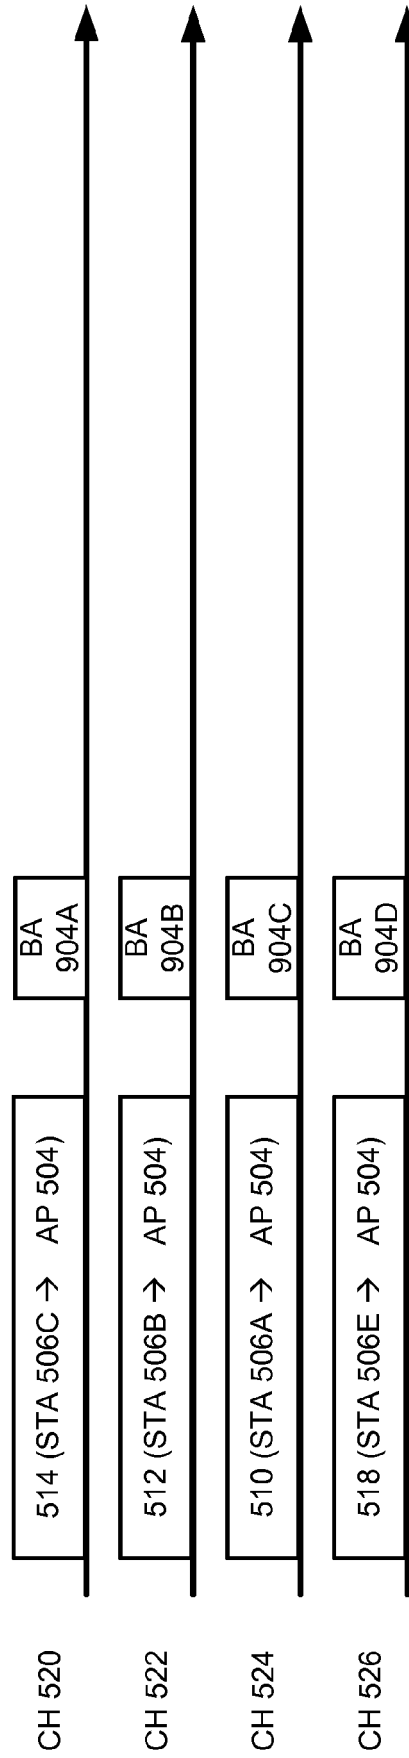 CH 520
514 (STA 506C → AP 504)
BA
904A
CH 522
512 (STA 506B → AP 504)
BA
904B
CH 524
510 (STA 506A → AP 504)
BA
904C
CH 526
518 (STA 506E → AP 504)
BA
904D